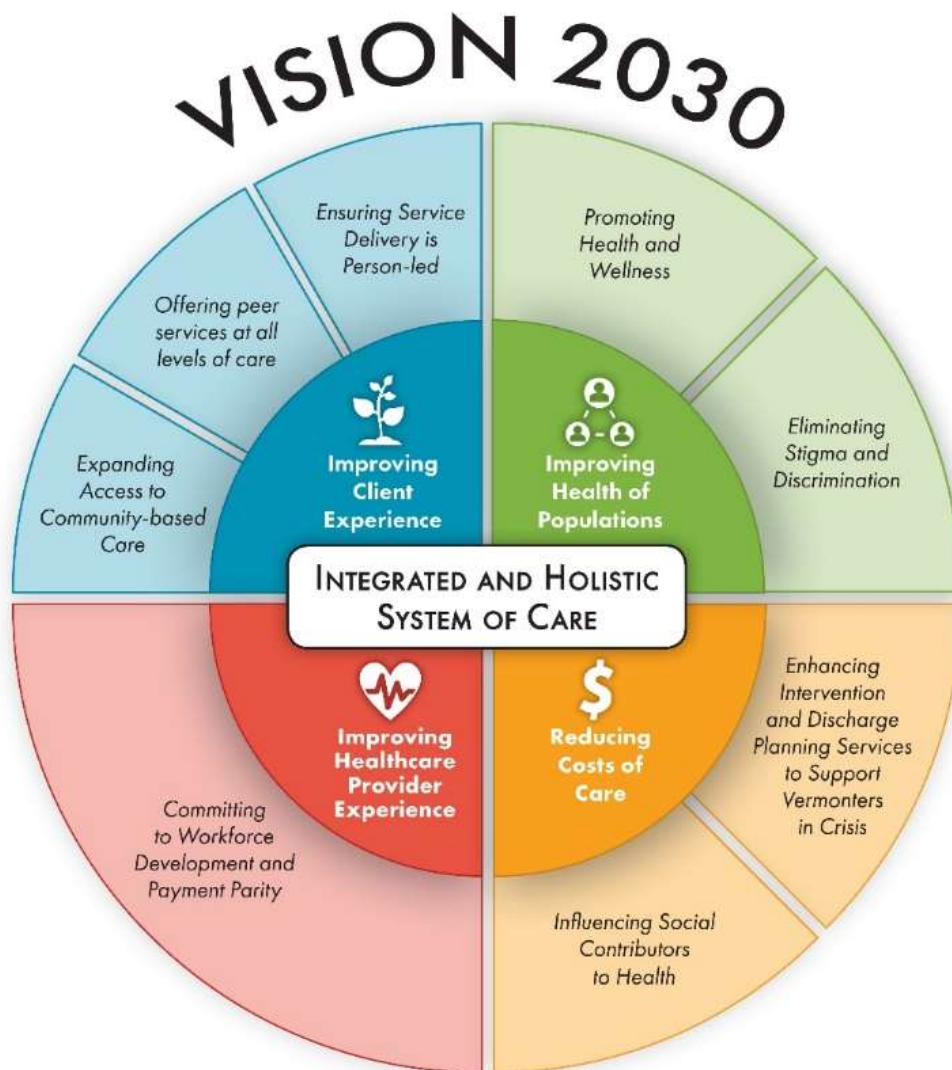 VISION 2030
Ensuring Service
Delivery is
Person-led
Offering peer
services at all
levels of care
Expanding
Access to
Community-based
Care
Improving
Client
Experience
Promoting
Health and
Wellness
Eliminating
Stigma and
Discrimination
Improving
Health of
Populations
INTEGRATED AND HOLISTIC
SYSTEM OF CARE
Improving
Healthcare
Provider
Experience
Committing
to Workforce
Development and
Payment Parity
$
Reducing
Costs of
Care
Enhancing
Intervention
and Discharge
Planning Services
to Support
Vermonters
in Crisis
Influencing Social
Contributors
to Health